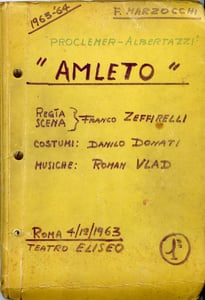 1963-64
F. MARZOCCHI
PROCLEMER - ALBERTAZZI
"AMLETO"
REGIA
SCENA } FRANCO ZEFFIRELLI
COSTUMI: DANILO DONATI
MUSICHE: ROMAN VLAD
ROMA 4/12/1963
TEATRO ELISEO
1°